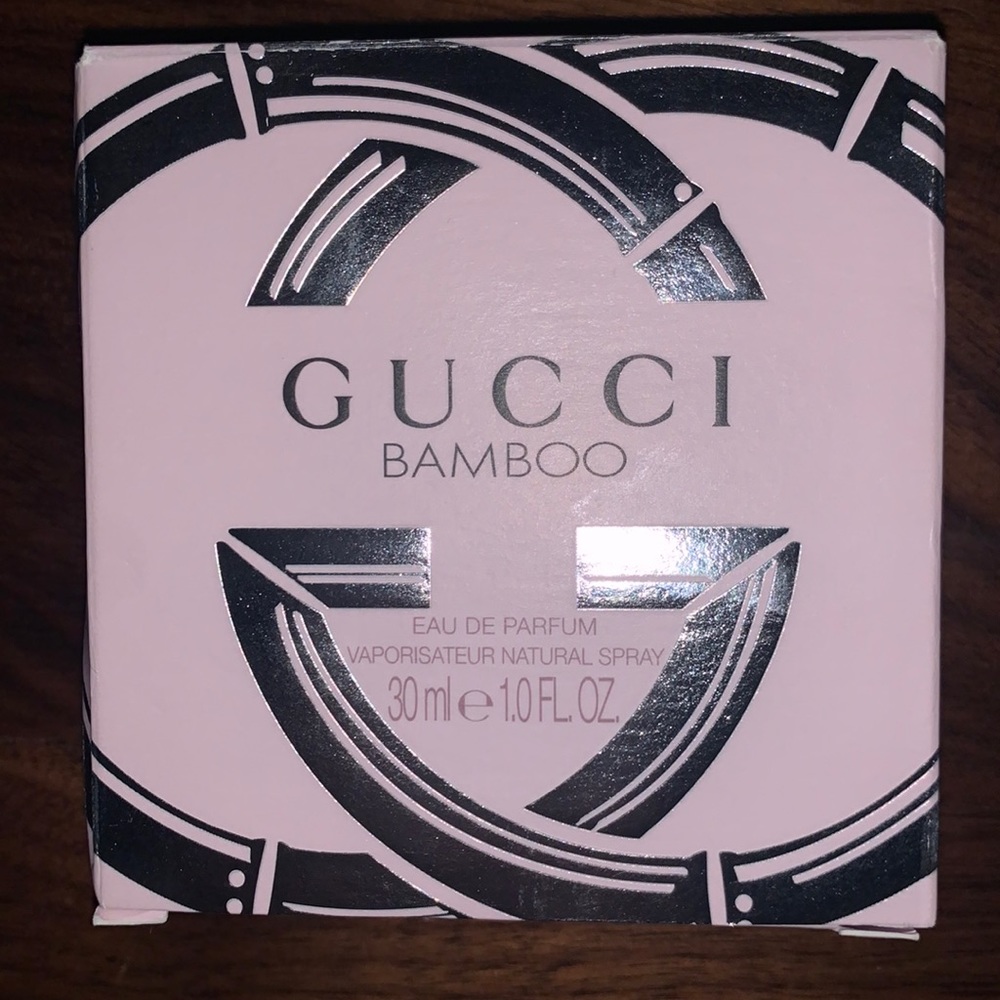 GUCCI
BAMBOO
EAU DE PARFUM
VAPORISATEUR NATURAL SPRAY
30 ml ℮ 1.0 FL. OZ.